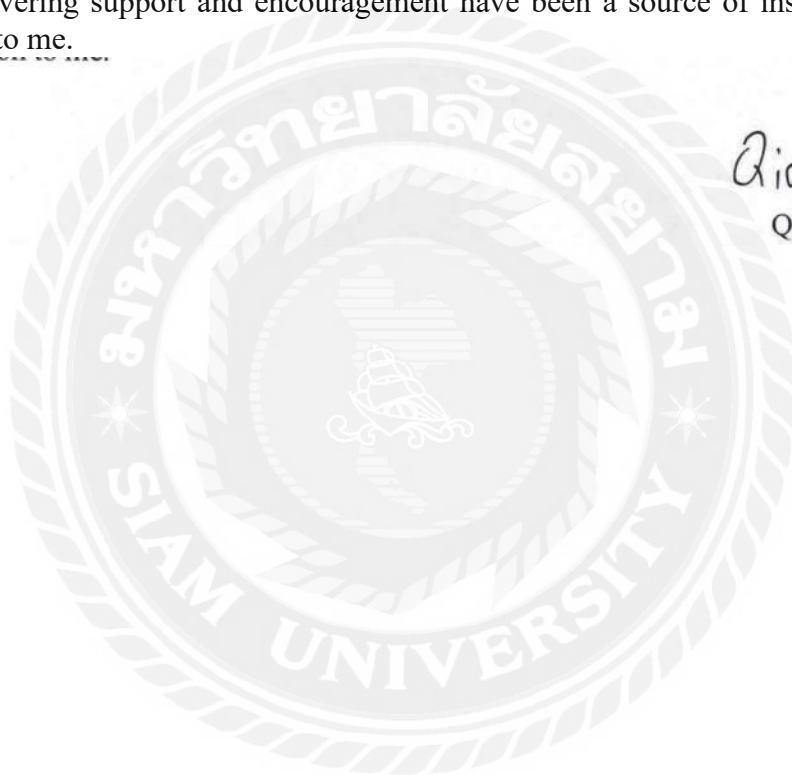 vering support and encouragement have been a source of ins
to me.
Qi
Q
มหาวิทยาลัยสยาม
SIAM UNIVERSITY